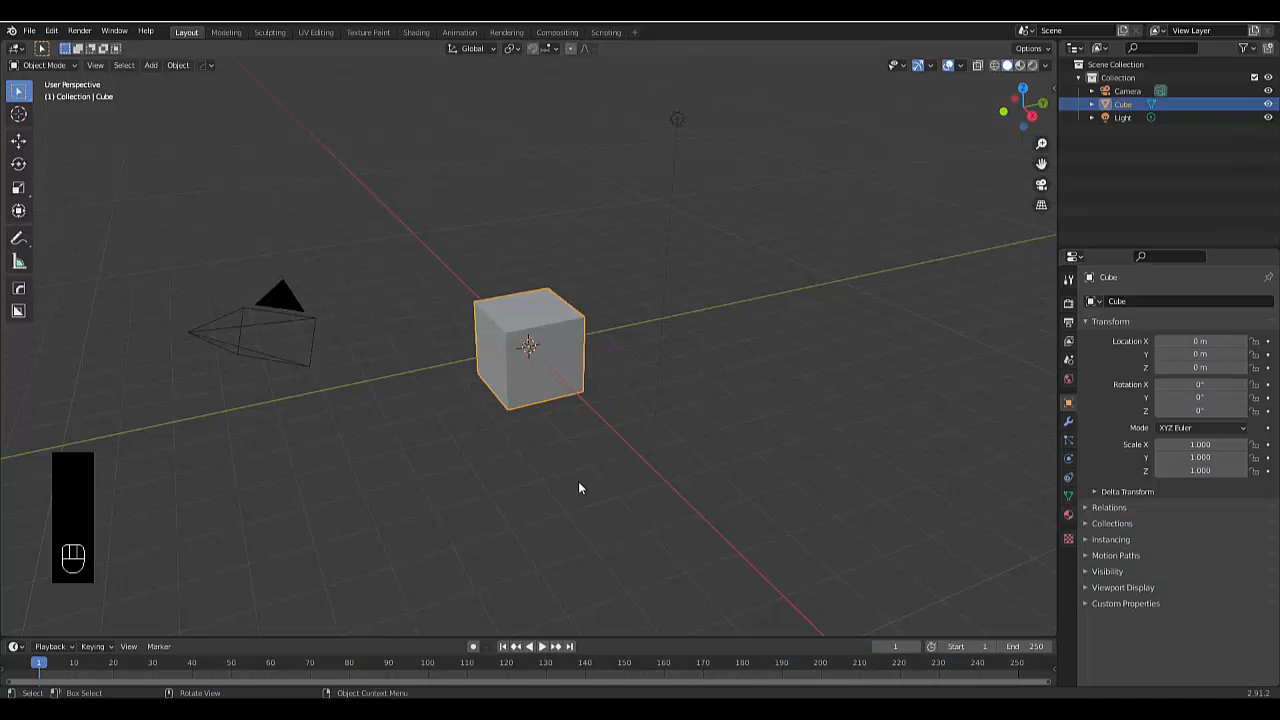 File Edit Render Window Help Layout Modeling Sculpting UV Editing Texture Paint Shading Animation Rendering Compositing Scripting + Scene View Layer
Global Options
Object Mode View Select Add Object
User Perspective
(1) Collection | Cube
Z
Y
X
Scene Collection
Collection
Camera
Cube
Light
Cube
Cube
Transform
Location X 0 m
Y 0 m
Z 0 m
Rotation X 0°
Y 0°
Z 0°
Mode XYZ Euler
Scale X 1.000
Y 1.000
Z 1.000
Delta Transform
Relations
Collections
Instancing
Motion Paths
Visibility
Viewport Display
Custom Properties
Playback Keying View Marker 1 Start 1 End 250
1 10 20 30 40 50 60 70 80 90 100 110 120 130 140 150 160 170 180 190 200 210 220 230 240 250
Select Box Select Rotate View Object Context Menu 2.91.2